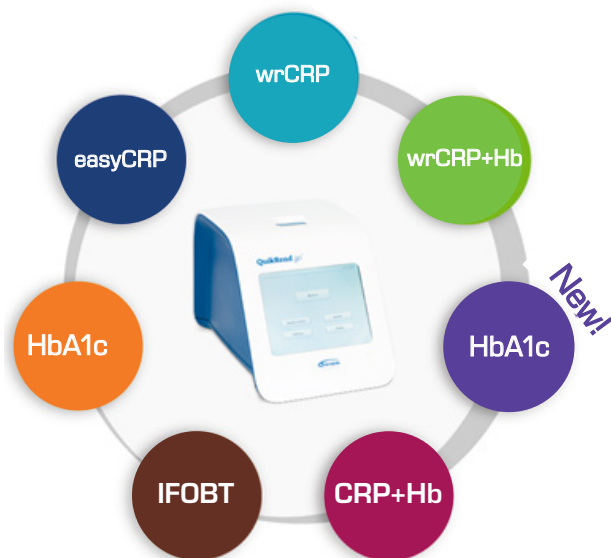 wrCRP
easyCRP
wrCRP+Hb
QuikRead go
New!
HbA1c
HbA1c
IFOBT
CRP+Hb